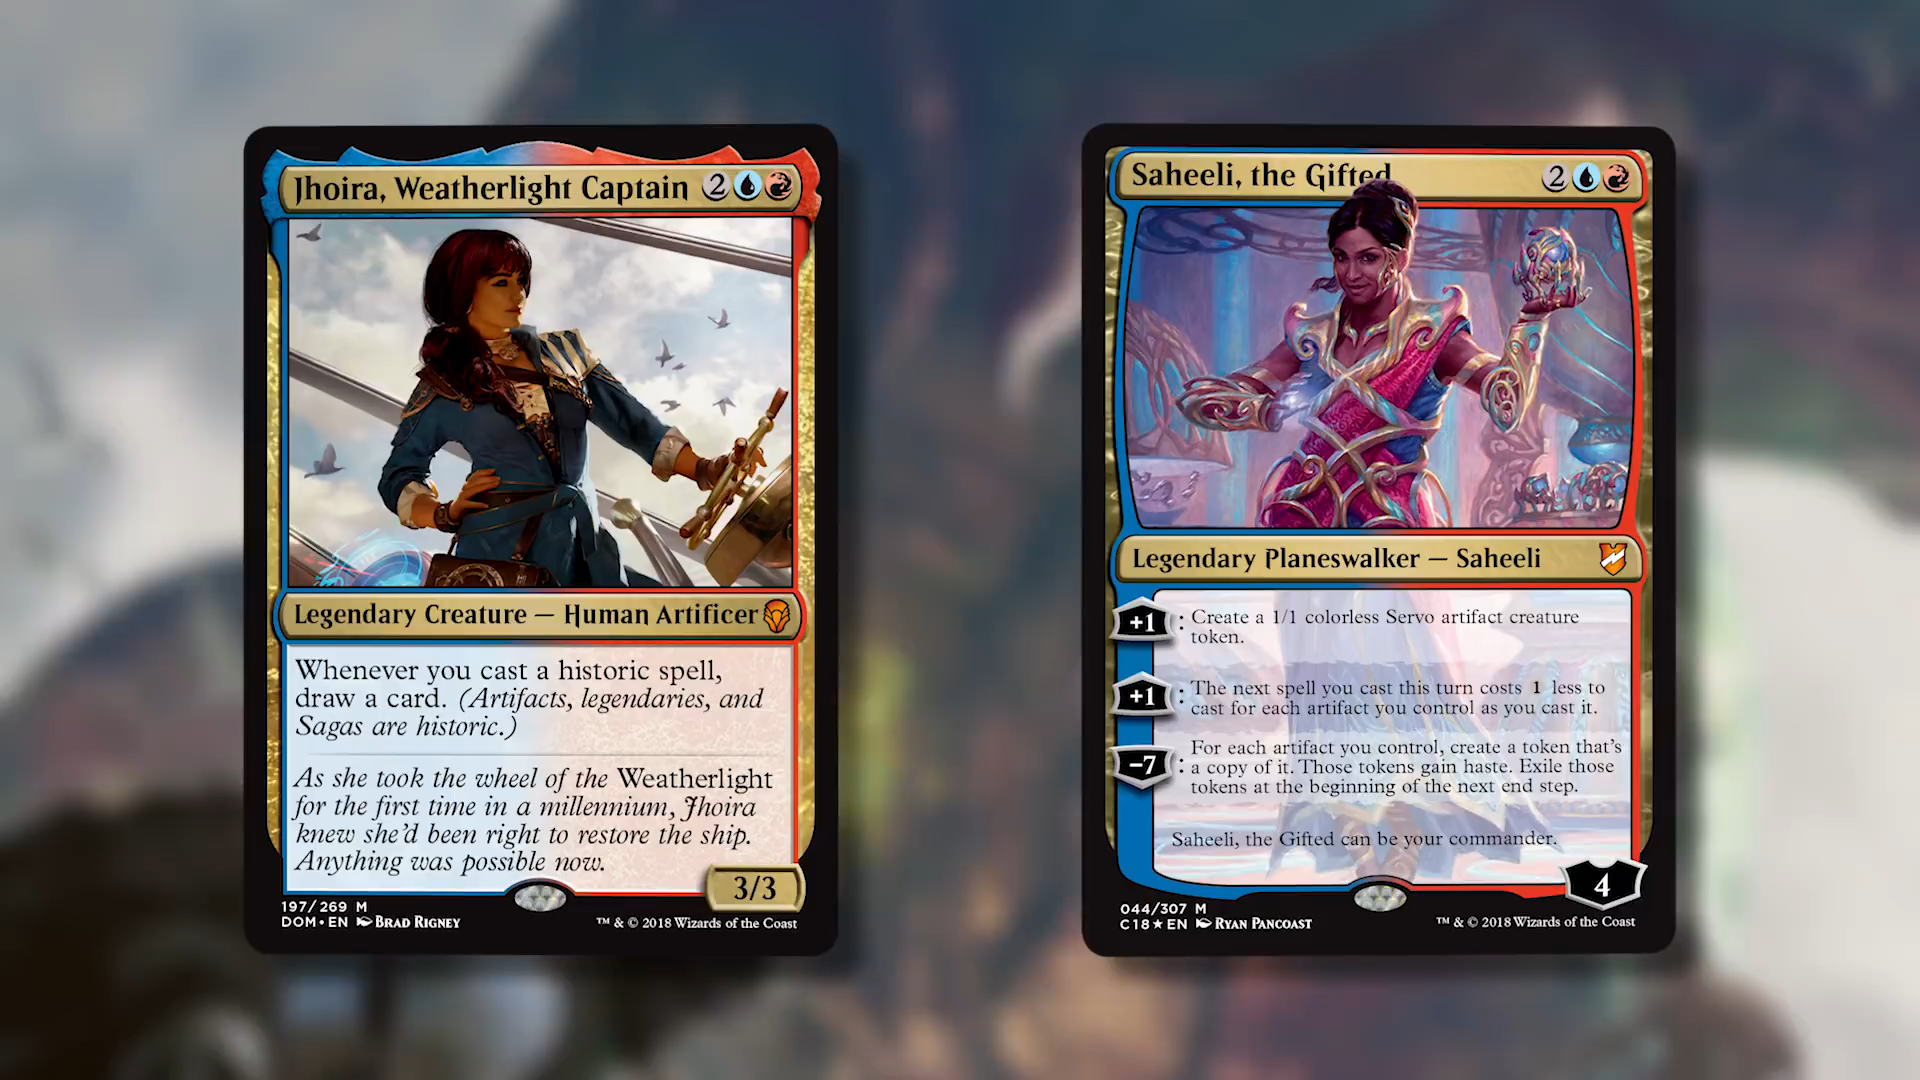 Jhoira, Weatherlight Captain 2
Legendary Creature — Human Artificer
Whenever you cast a historic spell,
draw a card. (Artifacts, legendaries, and
Sagas are historic.)
As she took the wheel of the Weatherlight
for the first time in a millennium, Jhoira
knew she'd been right to restore the ship.
Anything was possible now.
3/3
197/269 M
DOM • EN BRAD RIGNEY
™ & © 2018 Wizards of the Coast
Saheeli, the Gifted 2
Legendary Planeswalker — Saheeli
+1 : Create a 1/1 colorless Servo artifact creature
token.
+1 : The next spell you cast this turn costs 1 less to
cast for each artifact you control as you cast it.
For each artifact you control, create a token that's
−7 : a copy of it. Those tokens gain haste. Exile those
tokens at the beginning of the next end step.
Saheeli, the Gifted can be your commander.
4
044/307 M
C18 ★ EN RYAN PANCOAST
™ & © 2018 Wizards of the Coast